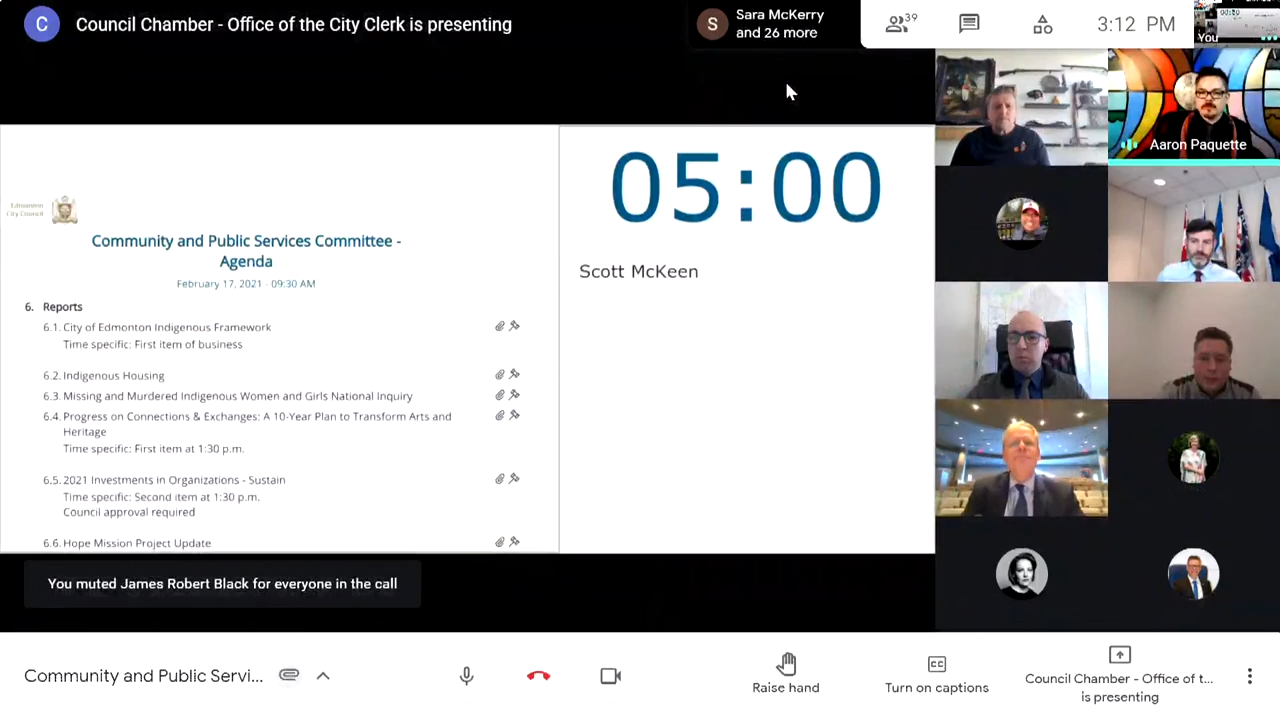 C
Council Chamber - Office of the City Clerk is presenting
S
Sara McKerry
and 26 more
39
3:12 PM
You
Aaron Paquette
05:00
Scott McKeen
Edmonton
City Council
Community and Public Services Committee -
Agenda
February 17, 2021 - 09:30 AM
6. Reports
6.1. City of Edmonton Indigenous Framework
Time specific: First item of business
6.2. Indigenous Housing
6.3. Missing and Murdered Indigenous Women and Girls National Inquiry
6.4. Progress on Connections & Exchanges: A 10-Year Plan to Transform Arts and
Heritage
Time specific: First item at 1:30 p.m.
6.5. 2021 Investments in Organizations - Sustain
Time specific: Second item at 1:30 p.m.
Council approval required
6.6. Hope Mission Project Update
You muted James Robert Black for everyone in the call
Community and Public Servi...
Raise hand
Turn on captions
Council Chamber - Office of t...
is presenting